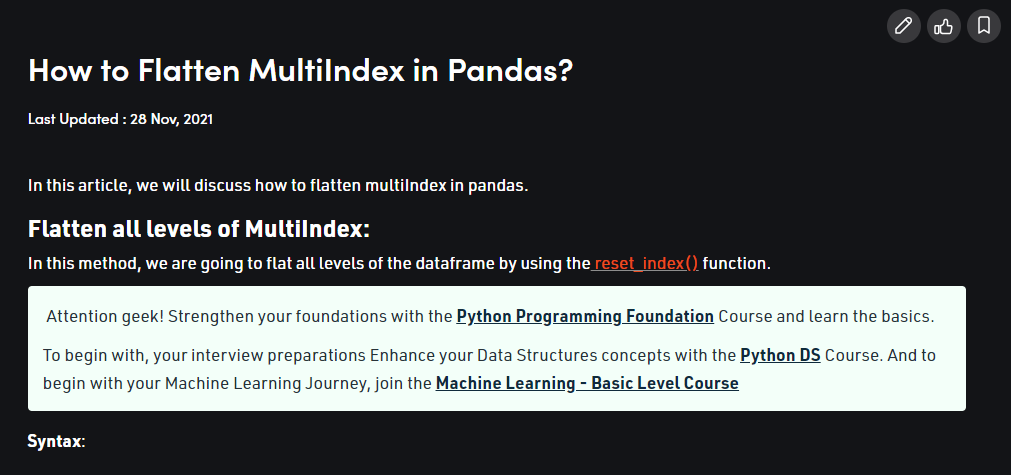 How to Flatten MultiIndex in Pandas?
Last Updated : 28 Nov, 2021
In this article, we will discuss how to flatten multiIndex in pandas.
Flatten all levels of MultiIndex:
In this method, we are going to flat all levels of the dataframe by using the reset_index() function.
Attention geek! Strengthen your foundations with the Python Programming Foundation Course and learn the basics.
To begin with, your interview preparations Enhance your Data Structures concepts with the Python DS Course. And to
begin with your Machine Learning Journey, join the Machine Learning - Basic Level Course
Syntax: